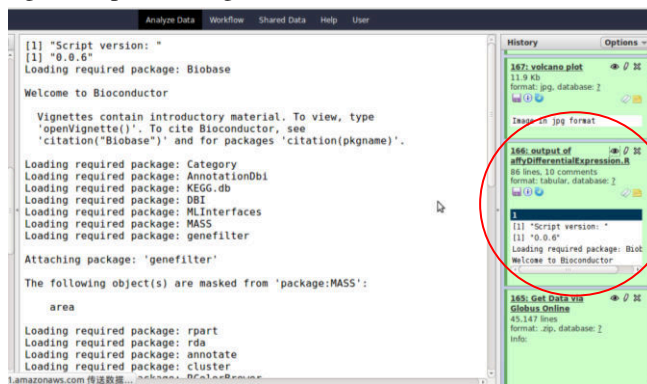 Analyze Data Workflow Shared Data Help User
[1] "Script version: "
[1] "0.0.6"
Loading required package: Biobase
Welcome to Bioconductor
Vignettes contain introductory material. To view, type
'openVignette()'. To cite Bioconductor, see
'citation("Biobase")' and for packages 'citation(pkgname)'.
Loading required package: Category
Loading required package: AnnotationDbi
Loading required package: KEGG.db
Loading required package: DBI
Loading required package: MLInterfaces
Loading required package: MASS
Loading required package: genefilter
Attaching package: 'genefilter'
The following object(s) are masked from 'package:MASS':
area
Loading required package: rpart
Loading required package: rda
Loading required package: annotate
Loading required package: cluster
1.amazonaws.com 传送数据...
History Options
167: volcano plot
11.9 Kb
format: jpg, database: ?
Image in jpg format
166: output of
affyDifferentialExpression.R
86 lines, 10 comments
format: tabular, database: ?
1
[1] "Script version: "
[1] "0.0.6"
Loading required package: Biot
Welcome to Bioconductor
165: Get Data via
Globus Online
45,147 lines
format: .zip, database: ?
Info: